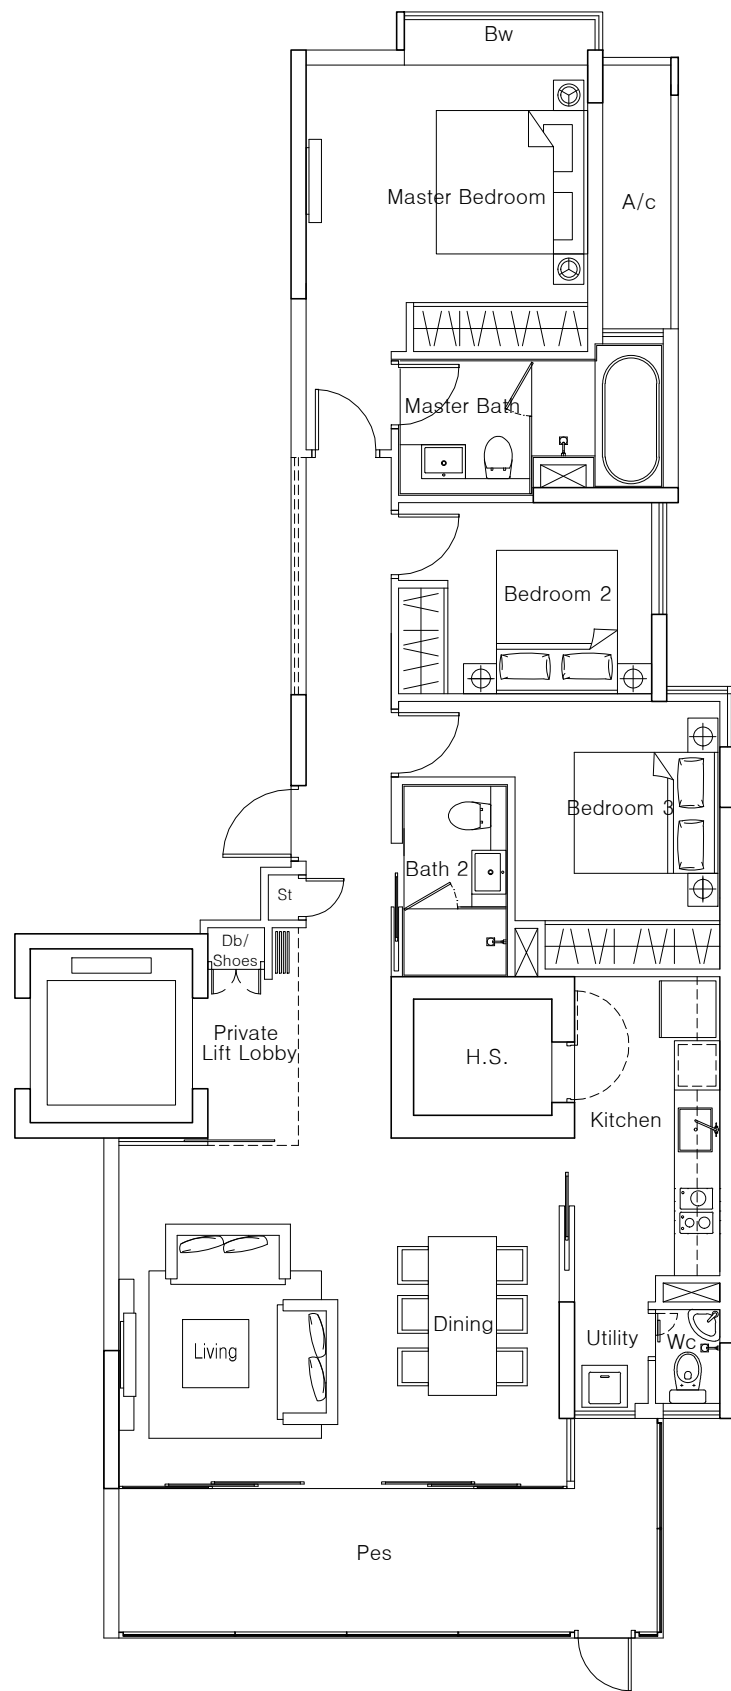 Bw
Master Bedroom
A/c
Master Bath
Bedroom 2
Bedroom 3
Bath 2
St
Db/
Shoes
Private
Lift Lobby
H.S.
Kitchen
Dining
Utility
Wc
Living
Pes